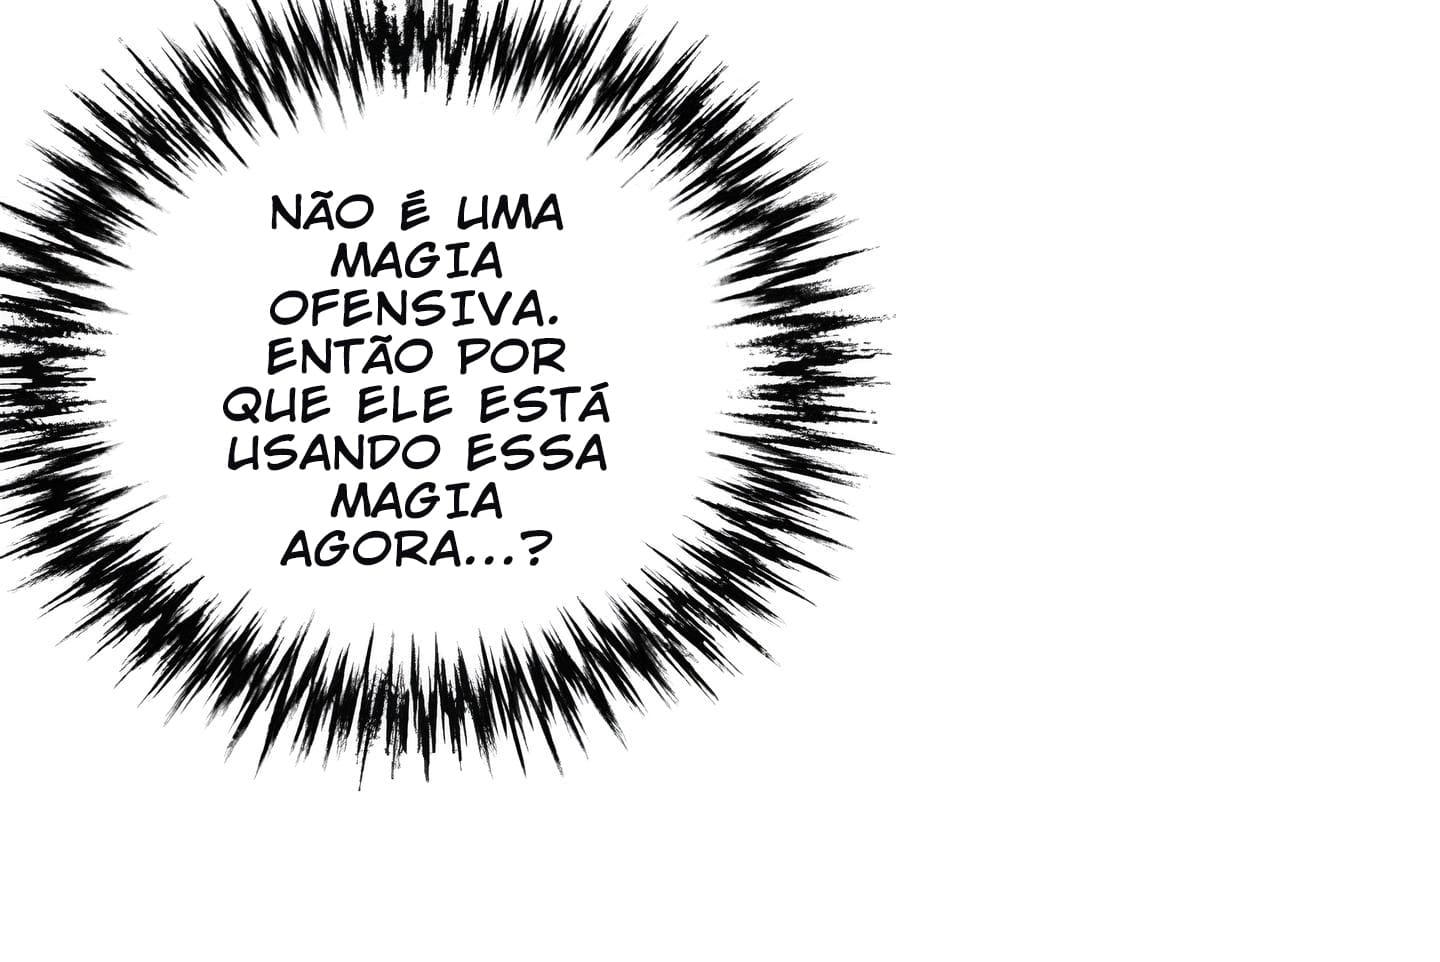 NÃO É UMA
MAGIA
OFENSIVA.
ENTÃO POR
QUE ELE ESTÁ
USANDO ESSA
MAGIA
AGORA...?